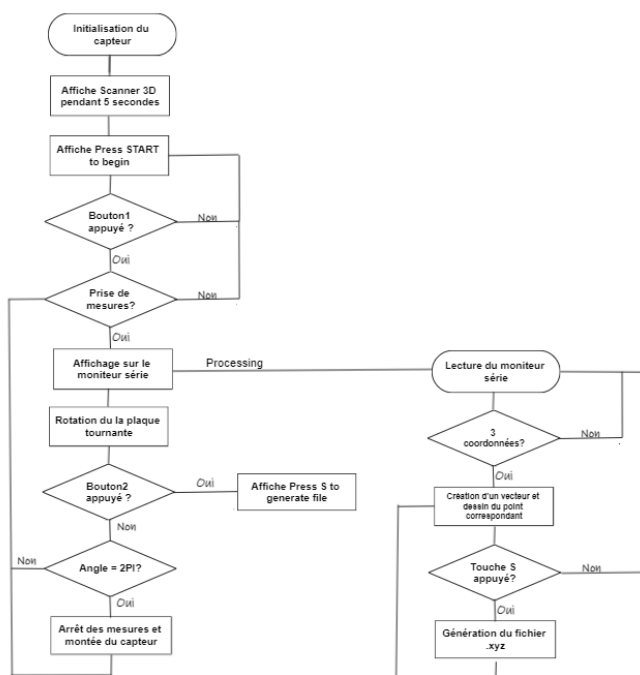 Initialisation du
capteur
Affiche Scanner 3D
pendant 5 secondes
Affiche Press START
to begin
Bouton1
appuyé ?
Non
Oui
Prise de
mesures?
Non
Oui
Affichage sur le
moniteur série
Processing
Rotation du la plaque
tournante
Bouton2
appuyé ?
Oui
Affiche Press S to
generate file
Non
Angle = 2PI?
Non
Oui
Arrêt des mesures et
montée du capteur
Lecture du moniteur
série
3
coordonnées?
Non
Oui
Création d'un vecteur et
dessin du point
correspondant
Touche S
appuyé?
Non
Oui
Génération du fichier
.xyz